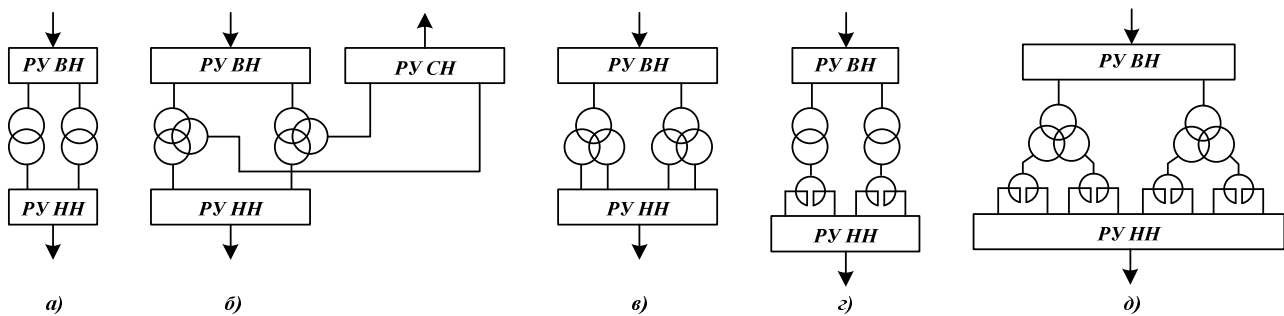 РУ ВН
РУ НН
а)
РУ ВН
РУ СН
РУ НН
б)
РУ ВН
РУ НН
в)
РУ ВН
РУ НН
г)
РУ ВН
РУ НН
д)